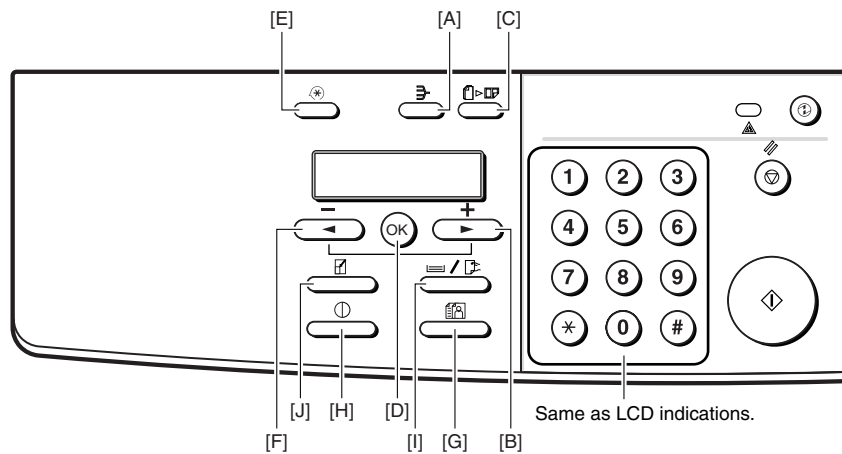 [E] [A] [C]
− +
OK
1 2 3
4 5 6
7 8 9
* 0 #
[J] [H] [D] Same as LCD indications.
[F] [I] [G] [B]